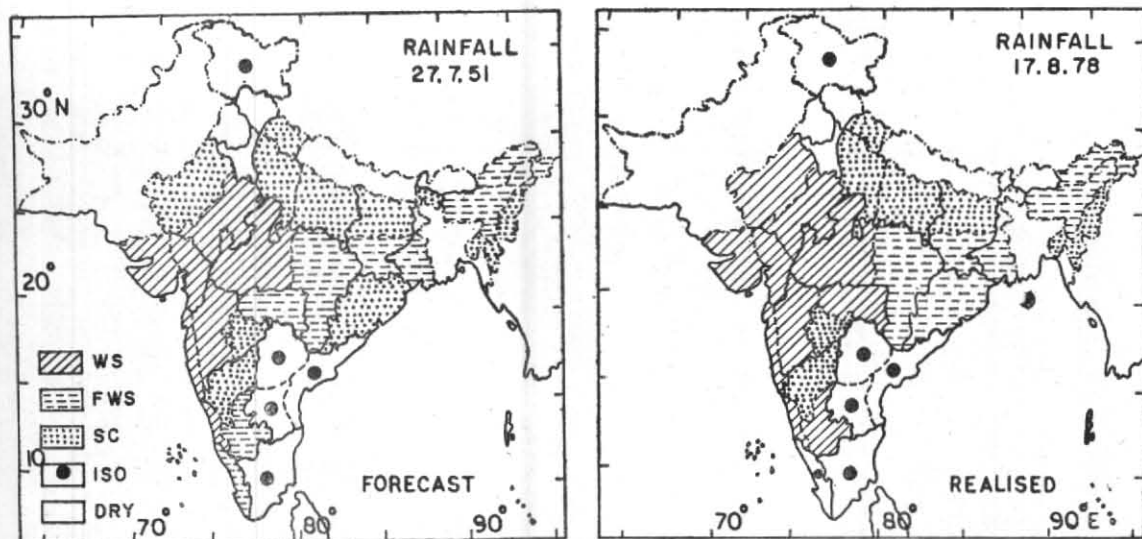 RAINFALL
27.7.51
30°N
20°
10
WS
FWS
SC
ISO
DRY
FORECAST
70°
80°
90°
RAINFALL
17.8.78
REALISED
70°
80°
90°E